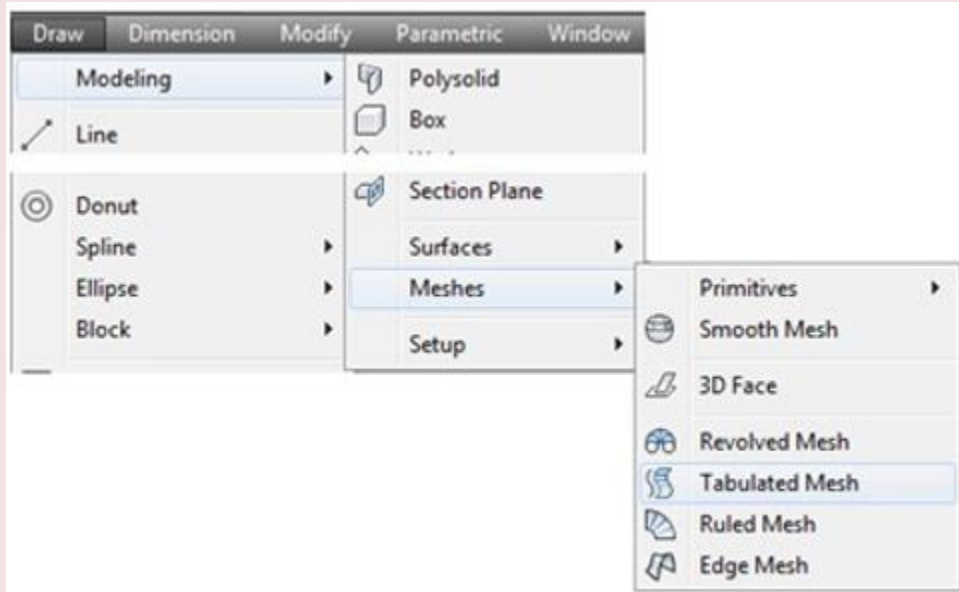 Draw Dimension Modify Parametric Window
Modeling
Polysolid
Line
Box
Donut
Section Plane
Spline
Surfaces
Ellipse
Meshes
Block
Setup
Primitives
Smooth Mesh
3D Face
Revolved Mesh
Tabulated Mesh
Ruled Mesh
Edge Mesh